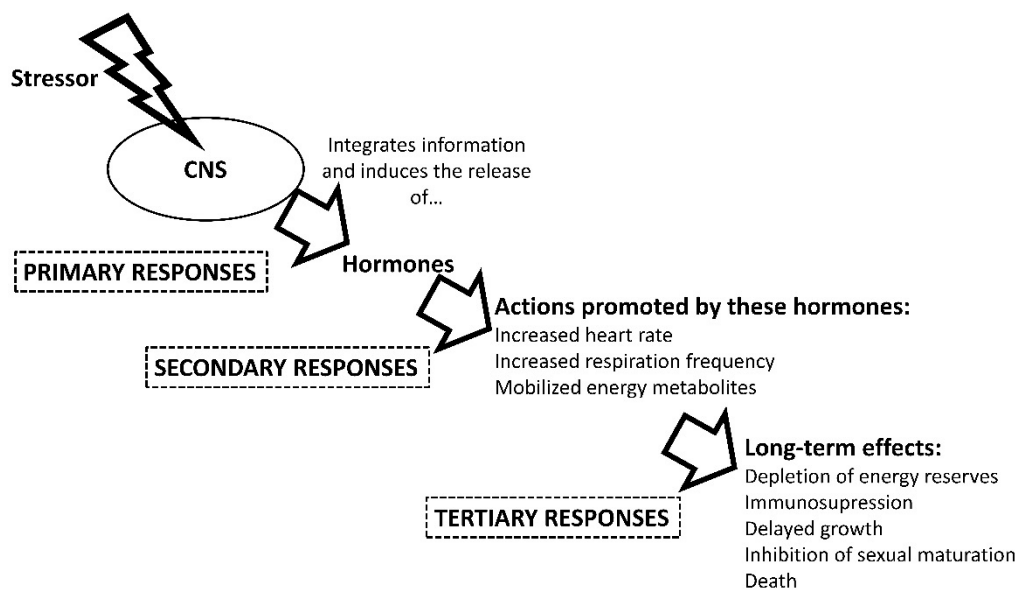 Stressor
CNS
Integrates information
and induces the release
of...
PRIMARY RESPONSES
Hormones
Actions promoted by these hormones:
Increased heart rate
Increased respiration frequency
Mobilized energy metabolites
SECONDARY RESPONSES
Long-term effects:
Depletion of energy reserves
Immunosupression
Delayed growth
Inhibition of sexual maturation
Death
TERTIARY RESPONSES